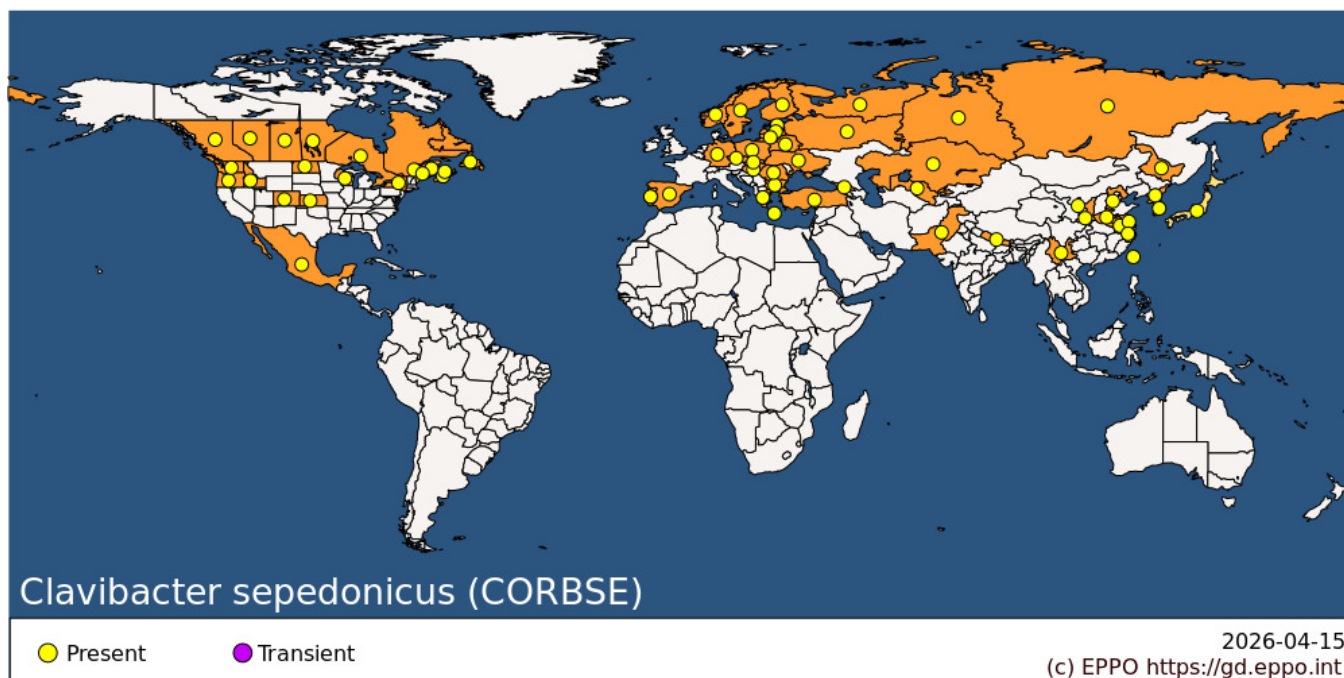 Clavibacter sepedonicus (CORBSE)
Present
Transient
2026-04-15
(c) EPPO https://gd.eppo.int